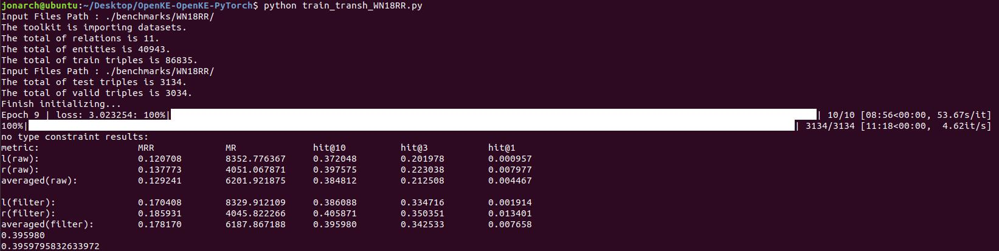 jonarch@ubuntu:~/Desktop/OpenKE-OpenKE-PyTorch$ python train_transh_WN18RR.py
Input Files Path : ./benchmarks/WN18RR/
The toolkit is importing datasets.
The total of relations is 11.
The total of entities is 40943.
The total of train triples is 86835.
Input Files Path : ./benchmarks/WN18RR/
The total of test triples is 3134.
The total of valid triples is 3034.
Finish initializing...
Epoch 9 | loss: 3.023254: 100%| | 10/10 [08:56<00:00, 53.67s/it]
100%| | 3134/3134 [11:18<00:00,  4.62it/s]
no type constraint results:
metric: MRR MR hit@10 hit@3 hit@1
l(raw): 0.120708 8352.776367 0.372048 0.201978 0.000957
r(raw): 0.137773 4051.067871 0.397575 0.223038 0.007977
averaged(raw): 0.129241 6201.921875 0.384812 0.212508 0.004467
l(filter): 0.170408 8329.912109 0.386088 0.334716 0.001914
r(filter): 0.185931 4045.822266 0.405871 0.350351 0.013401
averaged(filter): 0.178170 6187.867188 0.395980 0.342533 0.007658
0.395980
0.3959795832633972